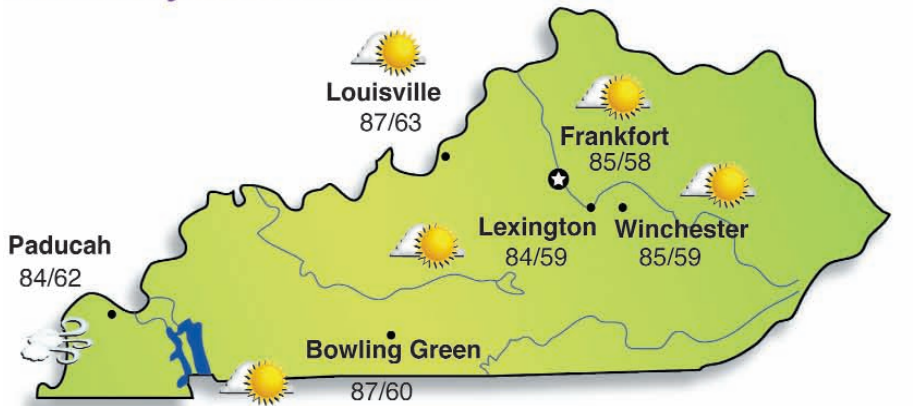 Louisville
87/63
Frankfort
85/58
Lexington
84/59
Winchester
85/59
Paducah
84/62
Bowling Green
87/60